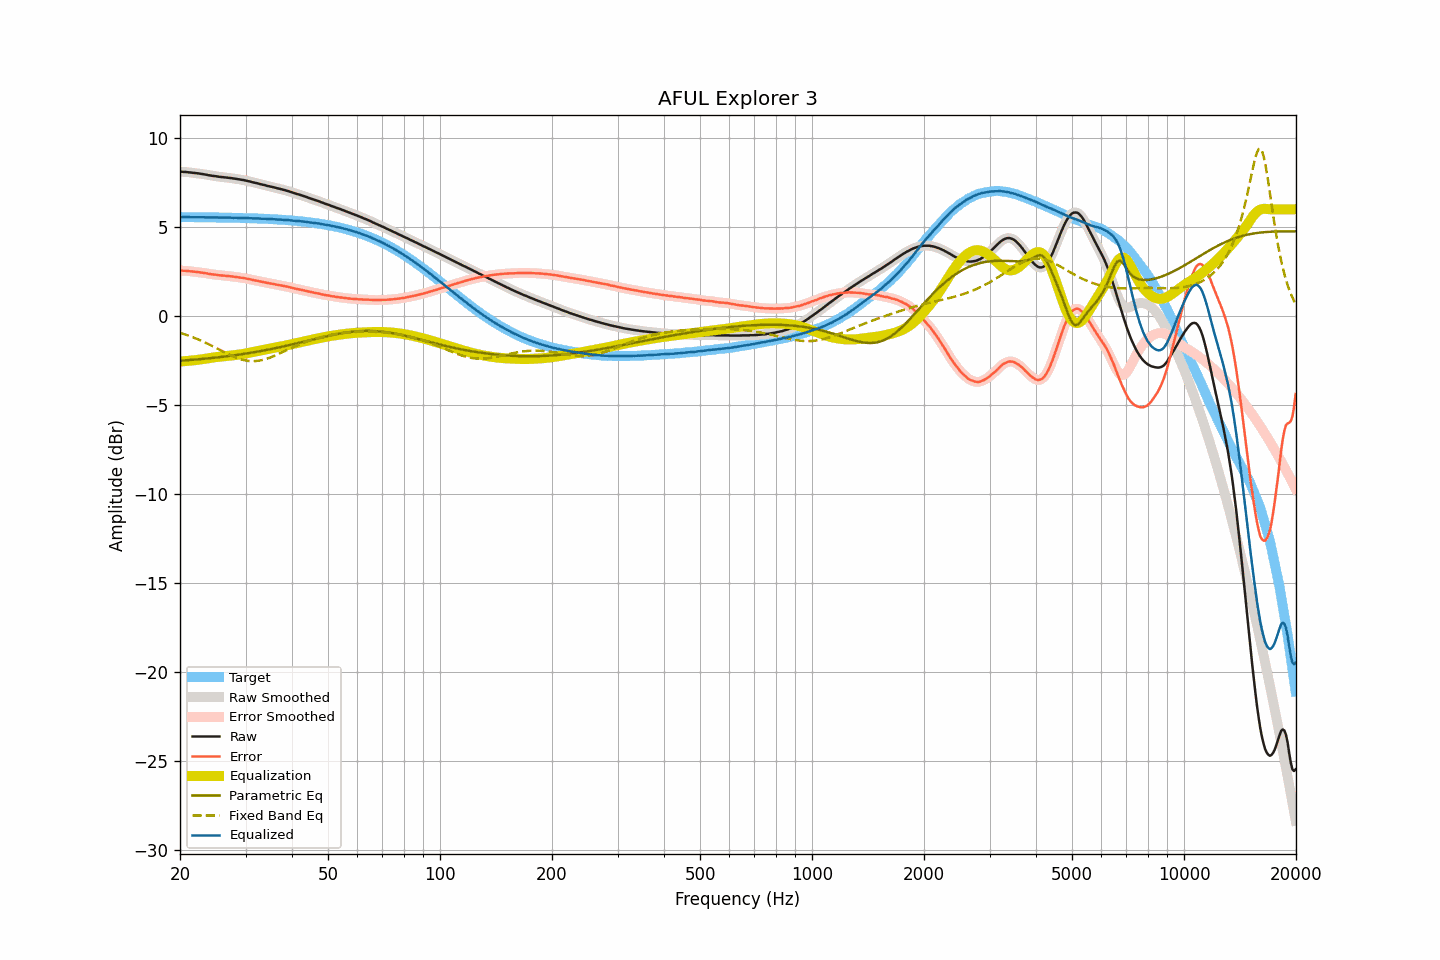 AFUL Explorer 3
Amplitude (dBr)
10
5
0
−5
−10
−15
−20
−25
−30
Target
Raw Smoothed
Error Smoothed
Raw
Error
Equalization
Parametric Eq
Fixed Band Eq
Equalized
20 50 100 200 500 1000 2000 5000 10000 20000
Frequency (Hz)